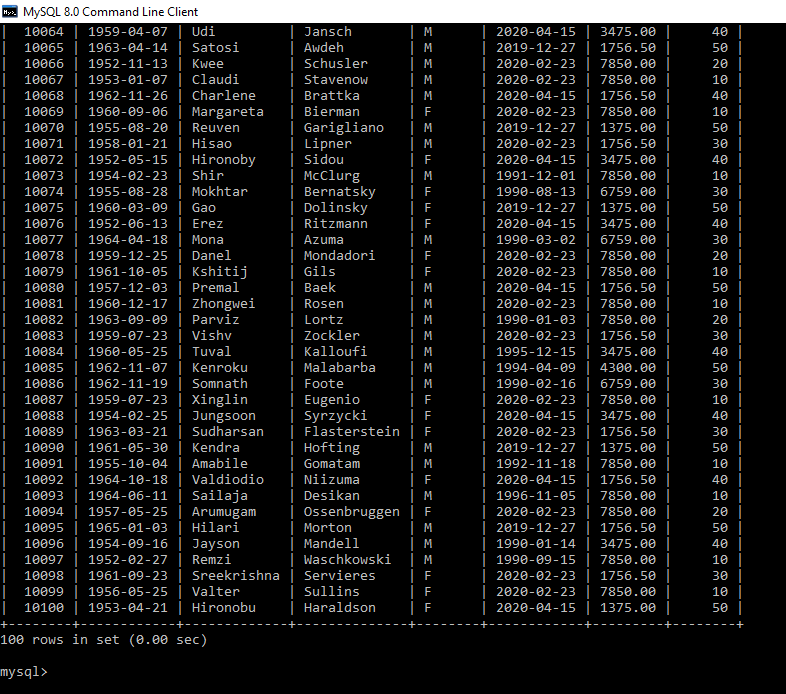 MySQL 8.0 Command Line Client
| 10064 | 1959-04-07 | Udi | Jansch | M | 2020-04-15 | 3475.00 | 40 |
| 10065 | 1963-04-14 | Satosi | Awdeh | M | 2019-12-27 | 1756.50 | 50 |
| 10066 | 1952-11-13 | Kwee | Schusler | M | 2020-02-23 | 7850.00 | 20 |
| 10067 | 1953-01-07 | Claudi | Stavenow | M | 2020-02-23 | 7850.00 | 10 |
| 10068 | 1962-11-26 | Charlene | Brattka | M | 2020-04-15 | 1756.50 | 40 |
| 10069 | 1960-09-06 | Margareta | Bierman | F | 2020-02-23 | 7850.00 | 10 |
| 10070 | 1955-08-20 | Reuven | Garigliano | M | 2019-12-27 | 1375.00 | 50 |
| 10071 | 1958-01-21 | Hisao | Lipner | M | 2020-02-23 | 1756.50 | 30 |
| 10072 | 1952-05-15 | Hironoby | Sidou | F | 2020-04-15 | 3475.00 | 40 |
| 10073 | 1954-02-23 | Shir | McClurg | M | 1991-12-01 | 7850.00 | 10 |
| 10074 | 1955-08-28 | Mokhtar | Bernatsky | F | 1990-08-13 | 6759.00 | 30 |
| 10075 | 1960-03-09 | Gao | Dolinsky | F | 2019-12-27 | 1375.00 | 50 |
| 10076 | 1952-06-13 | Erez | Ritzmann | F | 2020-04-15 | 3475.00 | 40 |
| 10077 | 1964-04-18 | Mona | Azuma | M | 1990-03-02 | 6759.00 | 30 |
| 10078 | 1959-12-25 | Danel | Mondadori | F | 2020-02-23 | 7850.00 | 20 |
| 10079 | 1961-10-05 | Kshitij | Gils | F | 2020-02-23 | 7850.00 | 10 |
| 10080 | 1957-12-03 | Premal | Baek | M | 2020-04-15 | 1756.50 | 50 |
| 10081 | 1960-12-17 | Zhongwei | Rosen | M | 2020-02-23 | 7850.00 | 10 |
| 10082 | 1963-09-09 | Parviz | Lortz | M | 1990-01-03 | 7850.00 | 20 |
| 10083 | 1959-07-23 | Vishv | Zockler | M | 2020-02-23 | 1756.50 | 30 |
| 10084 | 1960-05-25 | Tuval | Kalloufi | M | 1995-12-15 | 3475.00 | 40 |
| 10085 | 1962-11-07 | Kenroku | Malabarba | M | 1994-04-09 | 4300.00 | 50 |
| 10086 | 1962-11-19 | Somnath | Foote | M | 1990-02-16 | 6759.00 | 30 |
| 10087 | 1959-07-23 | Xinglin | Eugenio | F | 2020-02-23 | 7850.00 | 10 |
| 10088 | 1954-02-25 | Jungsoon | Syrzycki | F | 2020-04-15 | 3475.00 | 40 |
| 10089 | 1963-03-21 | Sudharsan | Flasterstein | F | 2020-02-23 | 1756.50 | 30 |
| 10090 | 1961-05-30 | Kendra | Hofting | M | 2019-12-27 | 1375.00 | 50 |
| 10091 | 1955-10-04 | Amabile | Gomatam | M | 1992-11-18 | 7850.00 | 10 |
| 10092 | 1964-10-18 | Valdiodio | Niizuma | F | 2020-04-15 | 1756.50 | 40 |
| 10093 | 1964-06-11 | Sailaja | Desikan | M | 1996-11-05 | 7850.00 | 10 |
| 10094 | 1957-05-25 | Arumugam | Ossenbruggen | F | 2020-02-23 | 7850.00 | 20 |
| 10095 | 1965-01-03 | Hilari | Morton | M | 2019-12-27 | 1756.50 | 50 |
| 10096 | 1954-09-16 | Jayson | Mandell | M | 1990-01-14 | 3475.00 | 40 |
| 10097 | 1952-02-27 | Remzi | Waschkowski | M | 1990-09-15 | 7850.00 | 10 |
| 10098 | 1961-09-23 | Sreekrishna | Servieres | F | 2020-02-23 | 1756.50 | 30 |
| 10099 | 1956-05-25 | Valter | Sullins | F | 2020-02-23 | 7850.00 | 10 |
| 10100 | 1953-04-21 | Hironobu | Haraldson | F | 2020-04-15 | 1375.00 | 50 |
+--------+------------+-------------+--------------+--------+------------+---------+--------+
100 rows in set (0.00 sec)
mysql>